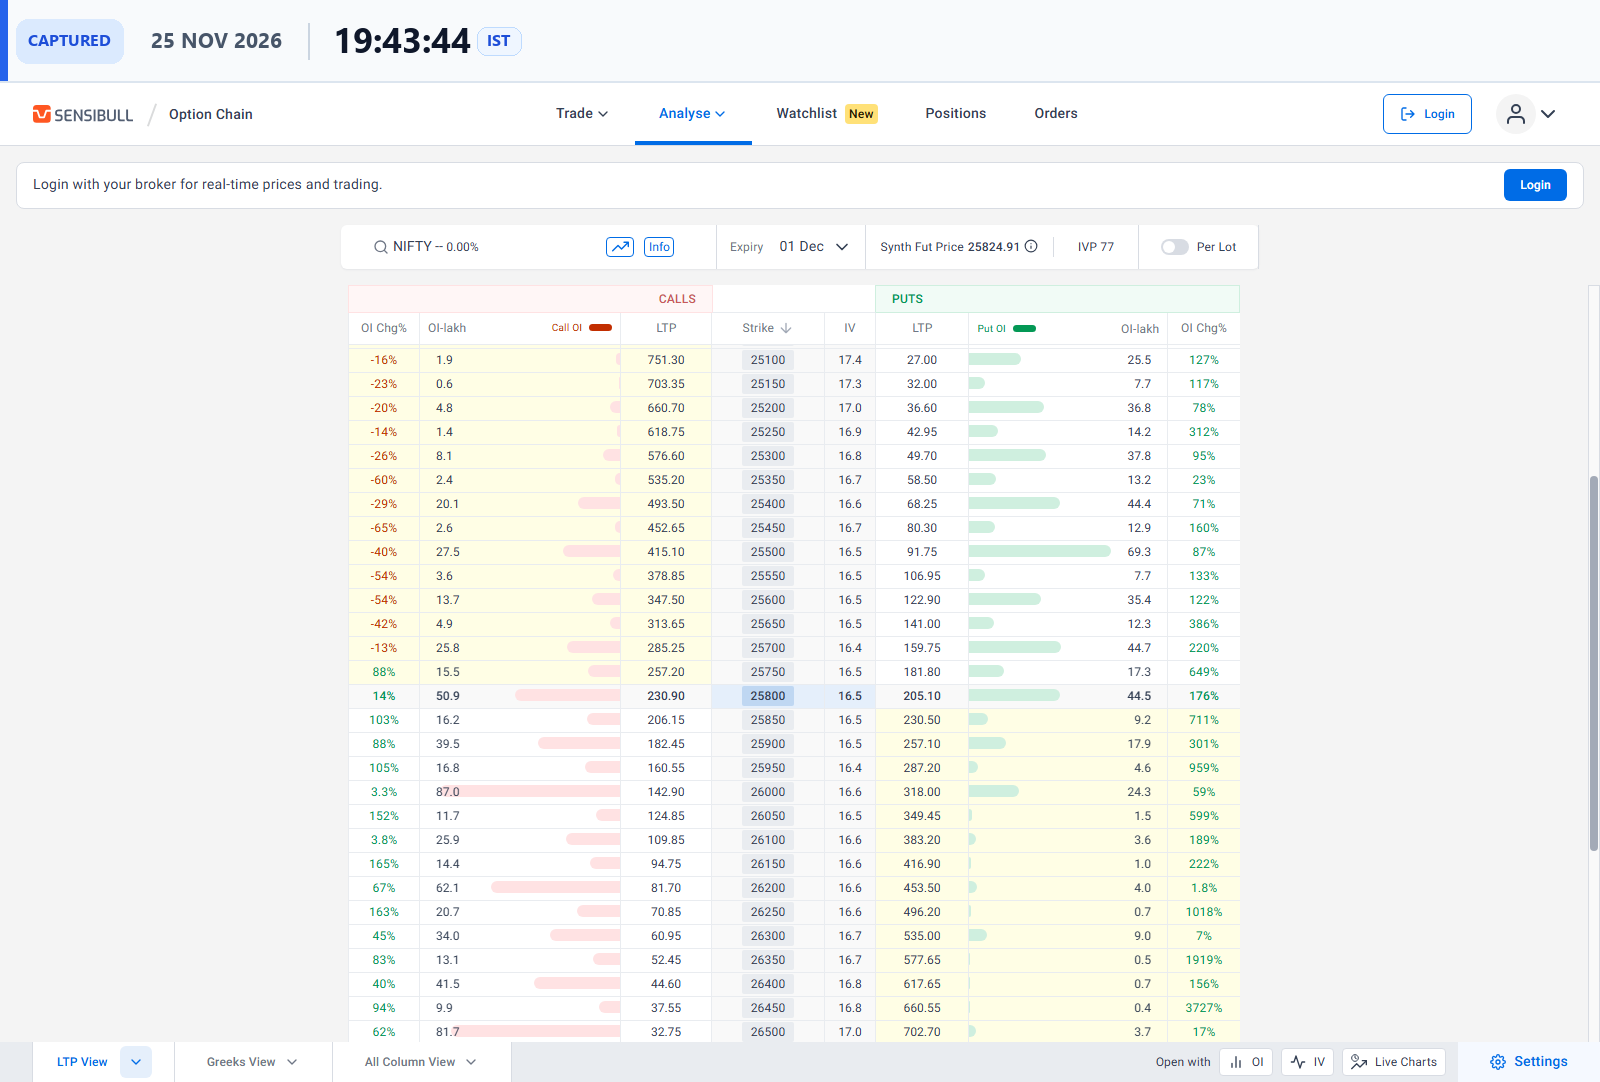 CAPTURED 25 NOV 2026 19:43:44 IST
SENSIBULL / Option Chain Trade Analyse Watchlist New Positions Orders Login
Login with your broker for real-time prices and trading. Login
NIFTY -- 0.00% Info Expiry 01 Dec Synth Fut Price 25824.91 IVP 77 Per Lot
CALLS PUTS
OI Chg% OI-lakh Call OI LTP Strike IV LTP Put OI OI-lakh OI Chg%
-16% 1.9 751.30 25100 17.4 27.00 25.5 127%
-23% 0.6 703.35 25150 17.3 32.00 7.7 117%
-20% 4.8 660.70 25200 17.0 36.60 36.8 78%
-14% 1.4 618.75 25250 16.9 42.95 14.2 312%
-26% 8.1 576.60 25300 16.8 49.70 37.8 95%
-60% 2.4 535.20 25350 16.7 58.50 13.2 23%
-29% 20.1 493.50 25400 16.6 68.25 44.4 71%
-65% 2.6 452.65 25450 16.7 80.30 12.9 160%
-40% 27.5 415.10 25500 16.5 91.75 69.3 87%
-54% 3.6 378.85 25550 16.5 106.95 7.7 133%
-54% 13.7 347.50 25600 16.5 122.90 35.4 122%
-42% 4.9 313.65 25650 16.5 141.00 12.3 386%
-13% 25.8 285.25 25700 16.4 159.75 44.7 220%
88% 15.5 257.20 25750 16.5 181.80 17.3 649%
14% 50.9 230.90 25800 16.5 205.10 44.5 176%
103% 16.2 206.15 25850 16.5 230.50 9.2 711%
88% 39.5 182.45 25900 16.5 257.10 17.9 301%
105% 16.8 160.55 25950 16.4 287.20 4.6 959%
3.3% 87.0 142.90 26000 16.6 318.00 24.3 59%
152% 11.7 124.85 26050 16.5 349.45 1.5 599%
3.8% 25.9 109.85 26100 16.6 383.20 3.6 189%
165% 14.4 94.75 26150 16.6 416.90 1.0 222%
67% 62.1 81.70 26200 16.6 453.50 4.0 1.8%
163% 20.7 70.85 26250 16.6 496.20 0.7 1018%
45% 34.0 60.95 26300 16.7 535.00 9.0 7%
83% 13.1 52.45 26350 16.7 577.65 0.5 1919%
40% 41.5 44.60 26400 16.8 617.65 0.7 156%
94% 9.9 37.55 26450 16.8 660.55 0.4 3727%
62% 81.7 32.75 26500 17.0 702.70 3.7 17%
LTP View Greeks View All Column View Open with OI IV Live Charts Settings